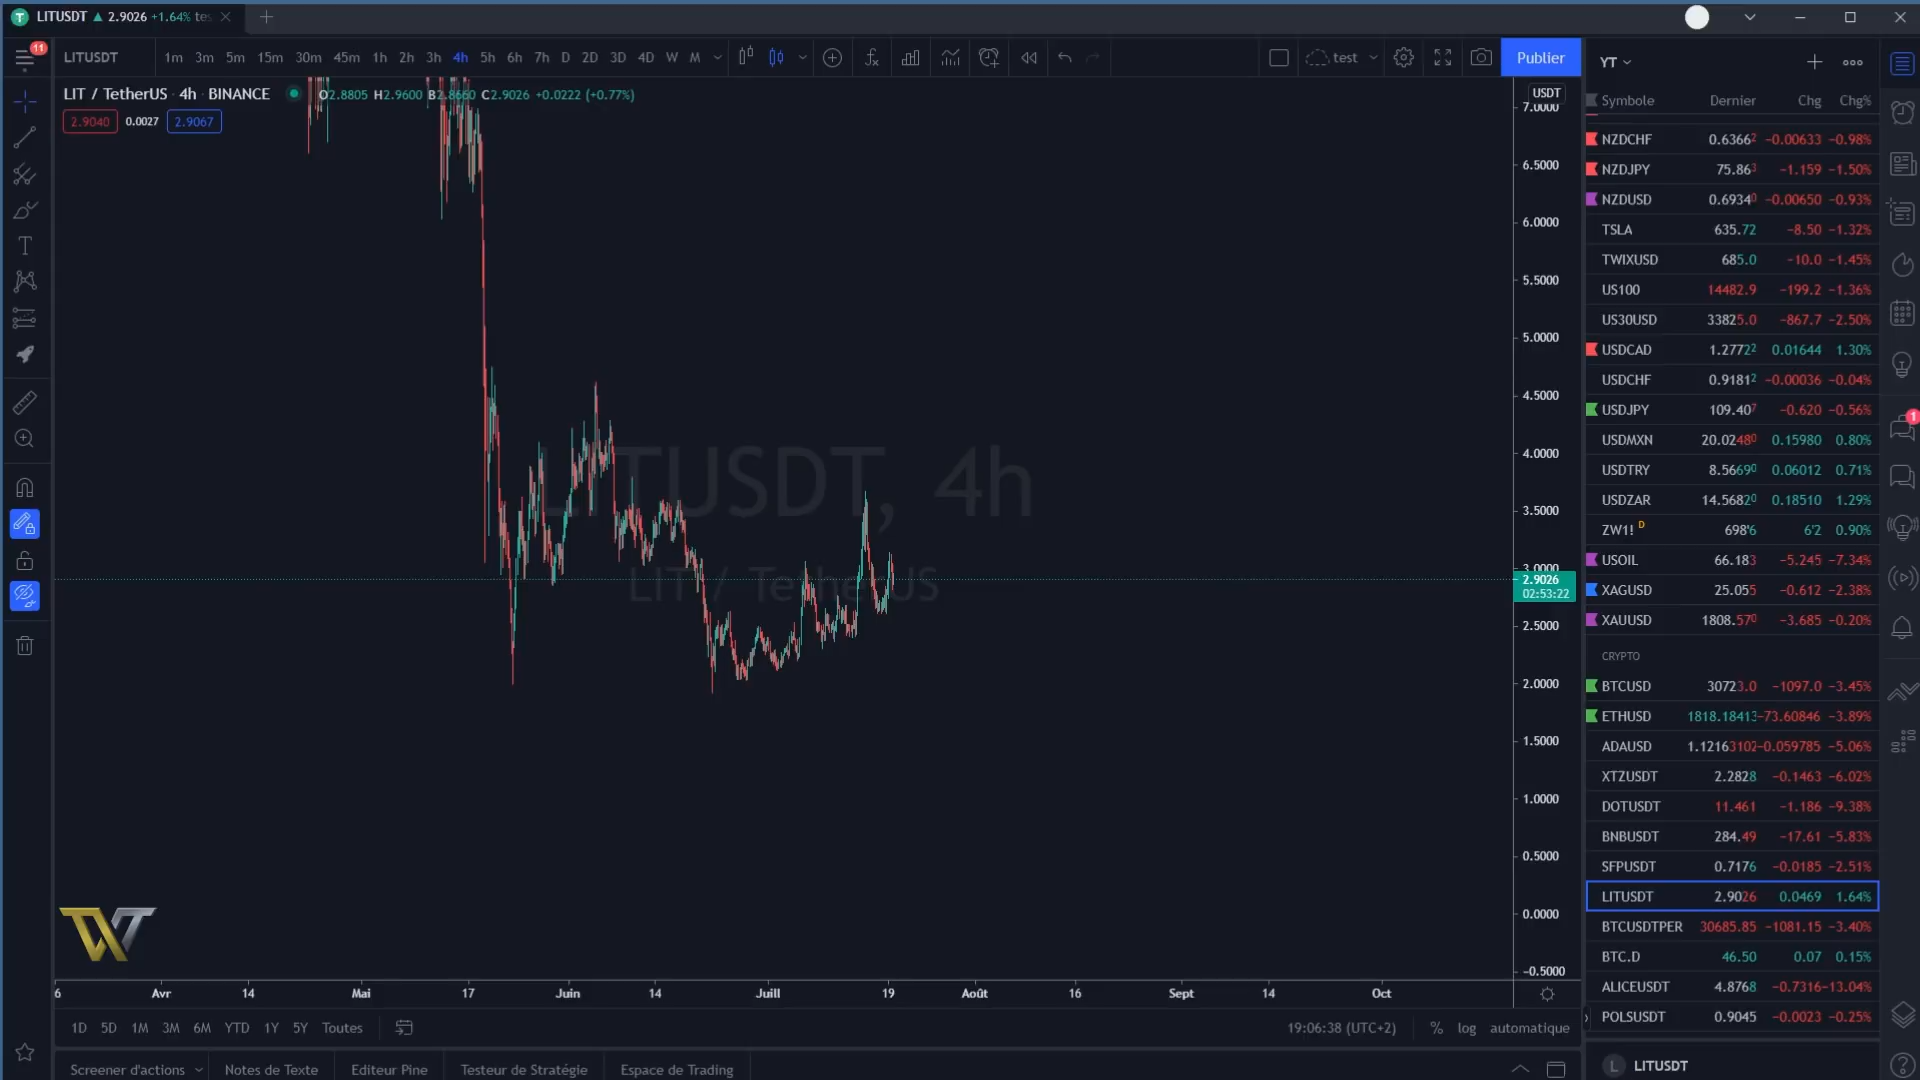 LITUSDT ▲ 2.9026 +1.64% tes
11
LITUSDT 1m 3m 5m 15m 30m 45m 1h 2h 3h 4h 5h 6h 7h D 2D 3D 4D W M test Publier
LIT / TetherUS · 4h · BINANCE O2.8805 H2.9600 B2.8660 C2.9026 +0.0222 (+0.77%)
2.9040 0.0027 2.9067
USDT
7.0000
6.5000
6.0000
5.5000
5.0000
4.5000
4.0000
3.5000
3.0000
2.9026
02:53:22
2.5000
2.0000
1.5000
1.0000
0.5000
0.0000
-0.5000
LITUSDT, 4h
LIT / TetherUS
TW
6 Avr 14 Mai 17 Juin 14 Juill 19 Août 16 Sept 14 Oct
1D 5D 1M 3M 6M YTD 1Y 5Y Toutes 19:06:38 (UTC+2) % log automatique
Screener d'actions Notes de Texte Editeur Pine Testeur de Stratégie Espace de Trading
YT
Symbole Dernier Chg Chg%
NZDCHF 0.63662 −0.00633 −0.98%
NZDJPY 75.863 −1.159 −1.50%
NZDUSD 0.69340 −0.00650 −0.93%
TSLA 635.72 −8.50 −1.32%
TWIXUSD 685.0 −10.0 −1.45%
US100 14482.9 −199.2 −1.36%
US30USD 33825.0 −867.7 −2.50%
USDCAD 1.27722 0.01644 1.30%
USDCHF 0.91812 −0.00036 −0.04%
USDJPY 109.407 −0.620 −0.56%
USDMXN 20.02480 0.15980 0.80%
USDTRY 8.56690 0.06012 0.71%
USDZAR 14.56820 0.18510 1.29%
ZW1! D 698'6 6'2 0.90%
USOIL 66.183 −5.245 −7.34%
XAGUSD 25.055 −0.612 −2.38%
XAUUSD 1808.570 −3.685 −0.20%
CRYPTO
BTCUSD 30723.0 −1097.0 −3.45%
ETHUSD 1818.18413 −73.60846 −3.89%
ADAUSD 1.12163102 −0.059785 −5.06%
XTZUSDT 2.2828 −0.1463 −6.02%
DOTUSDT 11.461 −1.186 −9.38%
BNBUSDT 284.49 −17.61 −5.83%
SFPUSDT 0.7176 −0.0185 −2.51%
LITUSDT 2.9026 0.0469 1.64%
BTCUSDTPER 30685.85 −1081.15 −3.40%
BTC.D 46.50 0.07 0.15%
ALICEUSDT 4.8768 −0.7316 −13.04%
POLSUSDT 0.9045 −0.0023 −0.25%
L LITUSDT
1